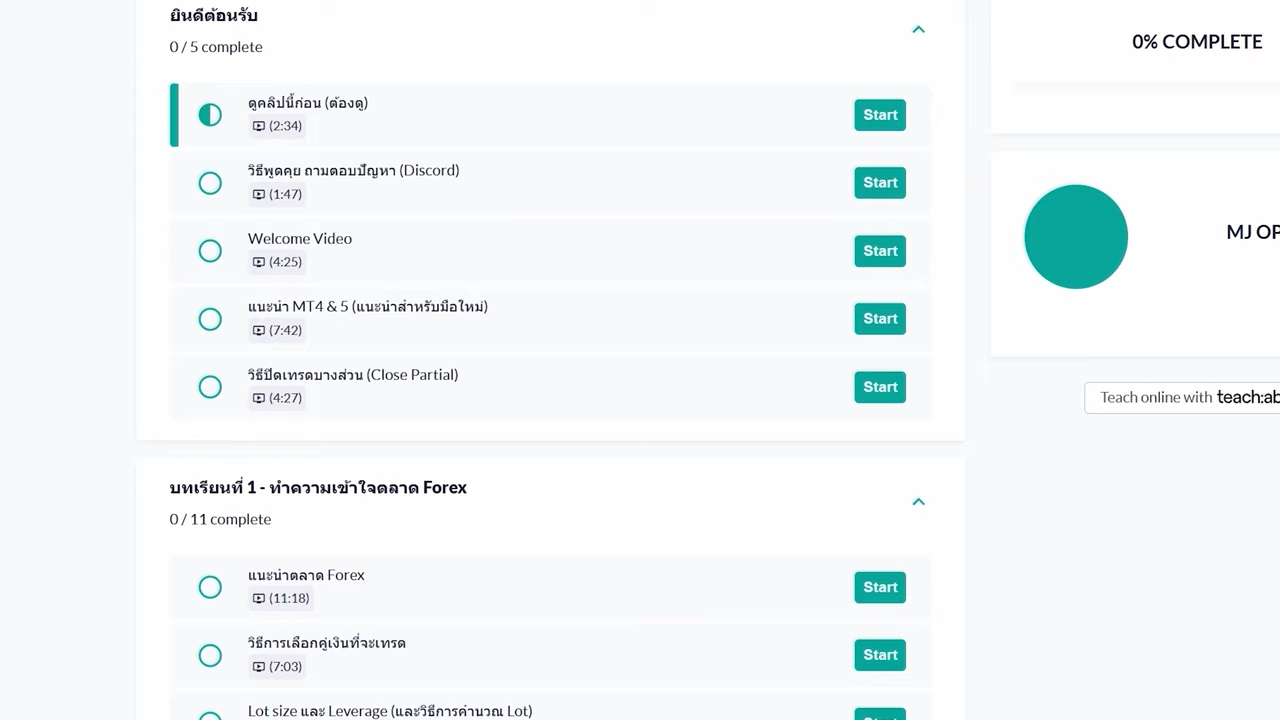 ยินดีต้อนรับ
0 / 5 complete
ดูคลิปนี้ก่อน (ต้องดู)
(2:34)
Start
วิธีพูดคุย ถามตอบปัญหา (Discord)
(1:47)
Start
Welcome Video
(4:25)
Start
แนะนำ MT4 & 5 (แนะนำสำหรับมือใหม่)
(7:42)
Start
วิธีปิดเทรดบางส่วน (Close Partial)
(4:27)
Start
บทเรียนที่ 1 - ทำความเข้าใจตลาด Forex
0 / 11 complete
แนะนำตลาด Forex
(11:18)
Start
วิธีการเลือกคู่เงินที่จะเทรด
(7:03)
Start
Lot size และ Leverage (และวิธีการคำนวณ Lot)
0% COMPLETE
MJ OP
Teach online with teach:ab